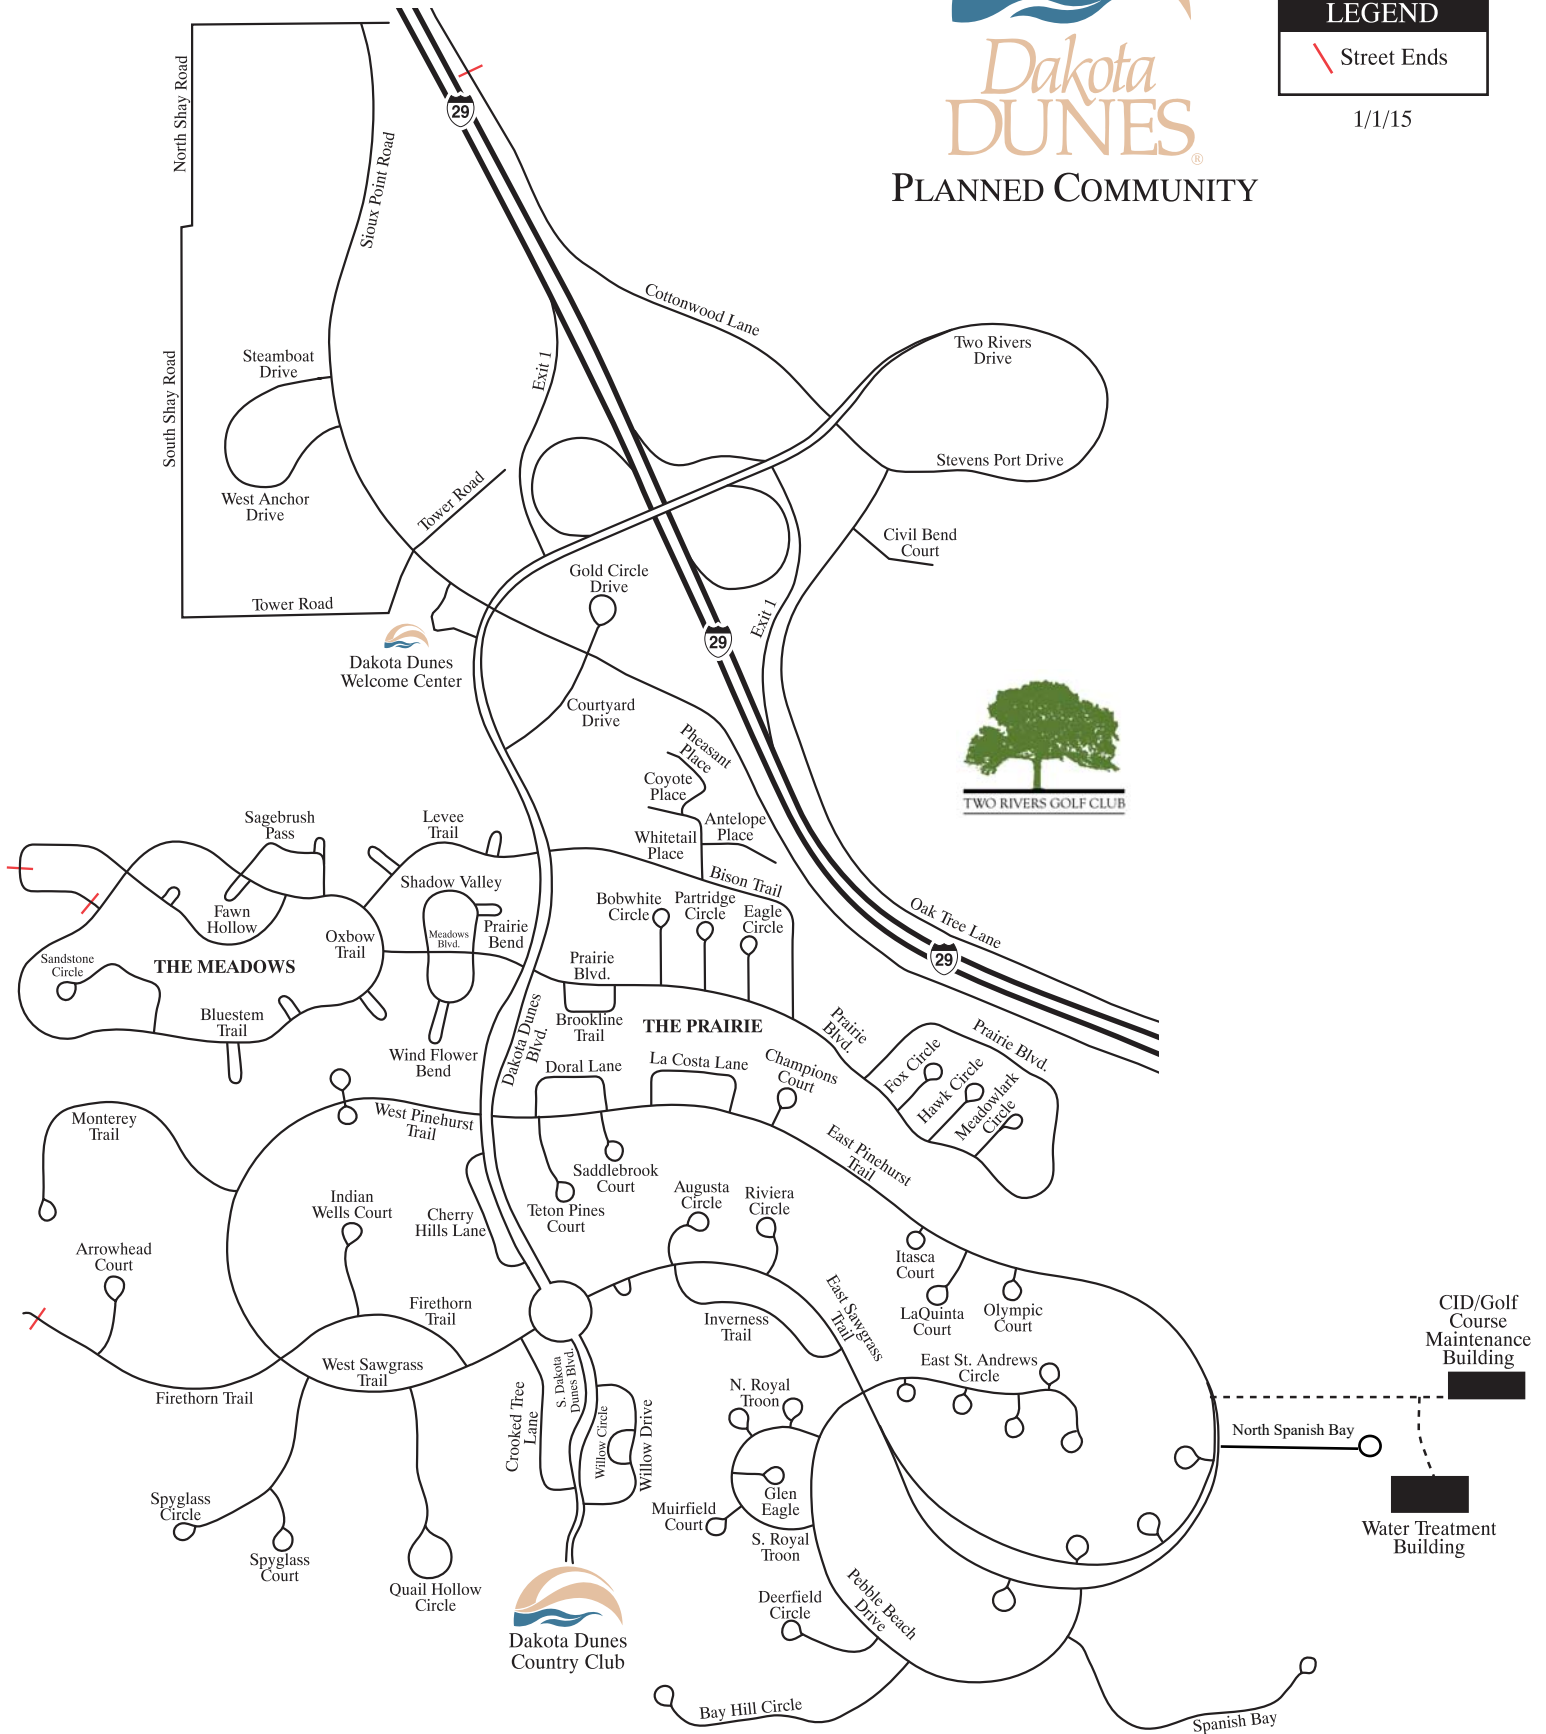 LEGEND
Street Ends
1/1/15
Dakota
DUNES®
PLANNED COMMUNITY
North Shay Road
29
Sioux Point Road
Cottonwood Lane
Two Rivers
Drive
Steamboat
Drive
Exit 1
South Shay Road
Stevens Port Drive
West Anchor
Drive
Tower Road
Civil Bend
Court
Gold Circle
Drive
Tower Road
Exit 1
29
Dakota Dunes
Welcome Center
Courtyard
Drive
Pheasant
Place
Coyote
Place
TWO RIVERS GOLF CLUB
Sagebrush
Pass
Levee
Trail
Antelope
Place
Whitetail
Place
Shadow Valley
Bison Trail
Bobwhite
Circle
Partridge
Circle
Eagle
Circle
Fawn
Hollow
Oxbow
Trail
Meadows
Blvd.
Prairie
Bend
Oak Tree Lane
29
Sandstone
Circle
THE MEADOWS
Prairie
Blvd.
Bluestem
Trail
Dakota Dunes
Blvd.
Brookline
Trail
THE PRAIRIE
Prairie
Blvd.
Prairie Blvd.
Wind Flower
Bend
Doral Lane
La Costa Lane
Champions
Court
Fox Circle
Hawk Circle
Meadowlark
Circle
Monterey
Trail
West Pinehurst
Trail
East Pinehurst
Trail
Saddlebrook
Court
Teton Pines
Court
Augusta
Circle
Riviera
Circle
Indian
Wells Court
Cherry
Hills Lane
Arrowhead
Court
Itasca
Court
LaQuinta
Court
Olympic
Court
Firethorn
Trail
Inverness
Trail
East Sawgrass
Trail
CID/Golf
Course
Maintenance
Building
West Sawgrass
Trail
S. Dakota
Dunes Blvd.
East St. Andrews
Circle
Firethorn Trail
Crooked Tree
Lane
Willow Circle
Willow Drive
N. Royal
Troon
North Spanish Bay
Glen
Eagle
Muirfield
Court
S. Royal
Troon
Spyglass
Circle
Spyglass
Court
Water Treatment
Building
Quail Hollow
Circle
Deerfield
Circle
Pebble Beach
Drive
Dakota Dunes
Country Club
Bay Hill Circle
Spanish Bay